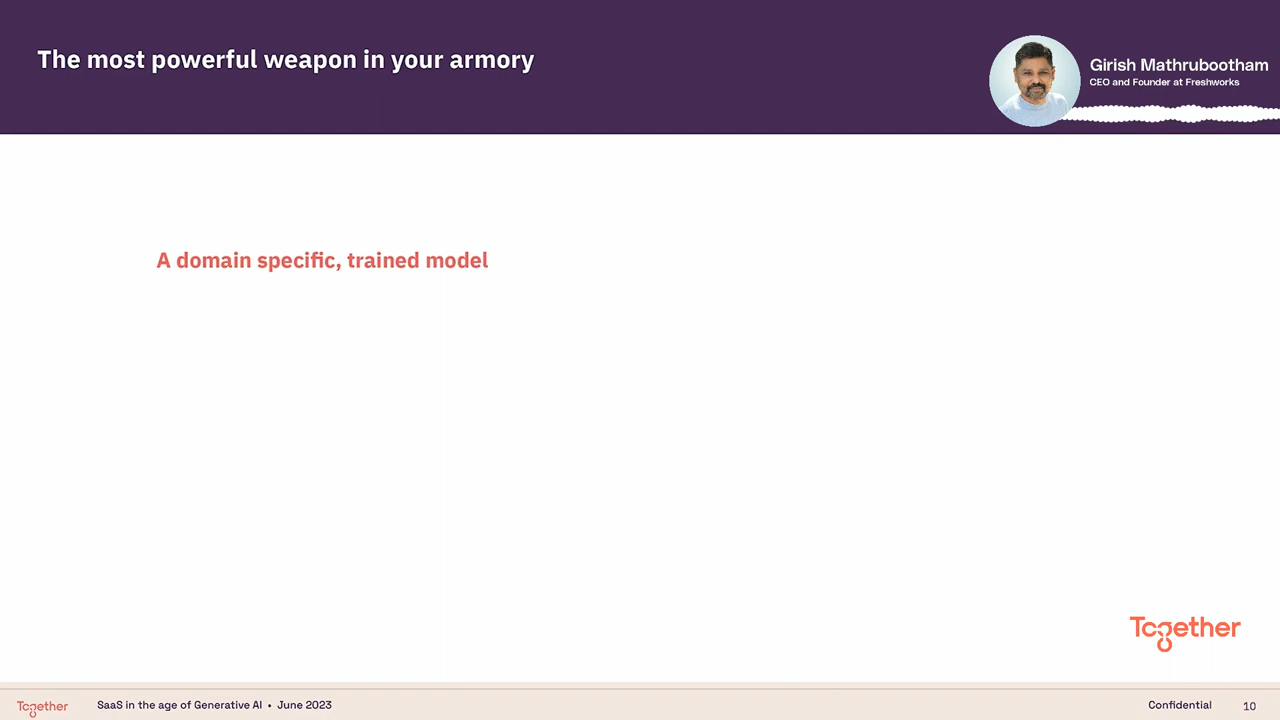 The most powerful weapon in your armory
Girish Mathrubootham
CEO and Founder at Freshworks
A domain specific, trained model
Together
Together
SaaS in the age of Generative AI • June 2023
Confidential
10